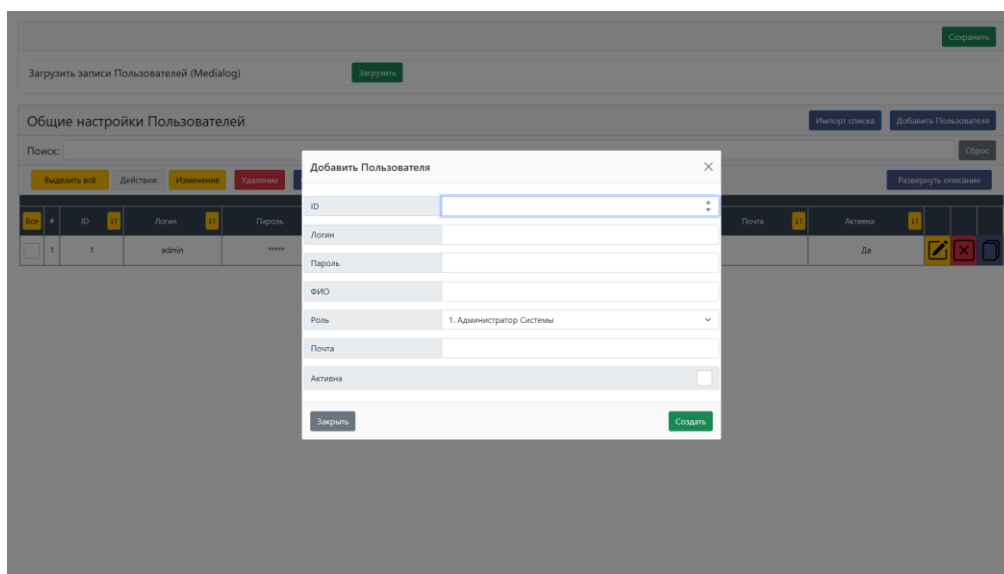 Сохранить
Загрузить записи Пользователей (Medialog) Загрузить
Общие настройки Пользователей Импорт списка Добавить Пользователя
Поиск: Сброс
Выделить всё Действия: Изменение Удаление Развернуть описание
Все # ID Логин Пароль Почта Активна
1 1 admin ***** Да
Добавить Пользователя
ID
Логин
Пароль
ФИО
Роль 1. Администратор Системы
Почта
Активна
Закрыть Создать